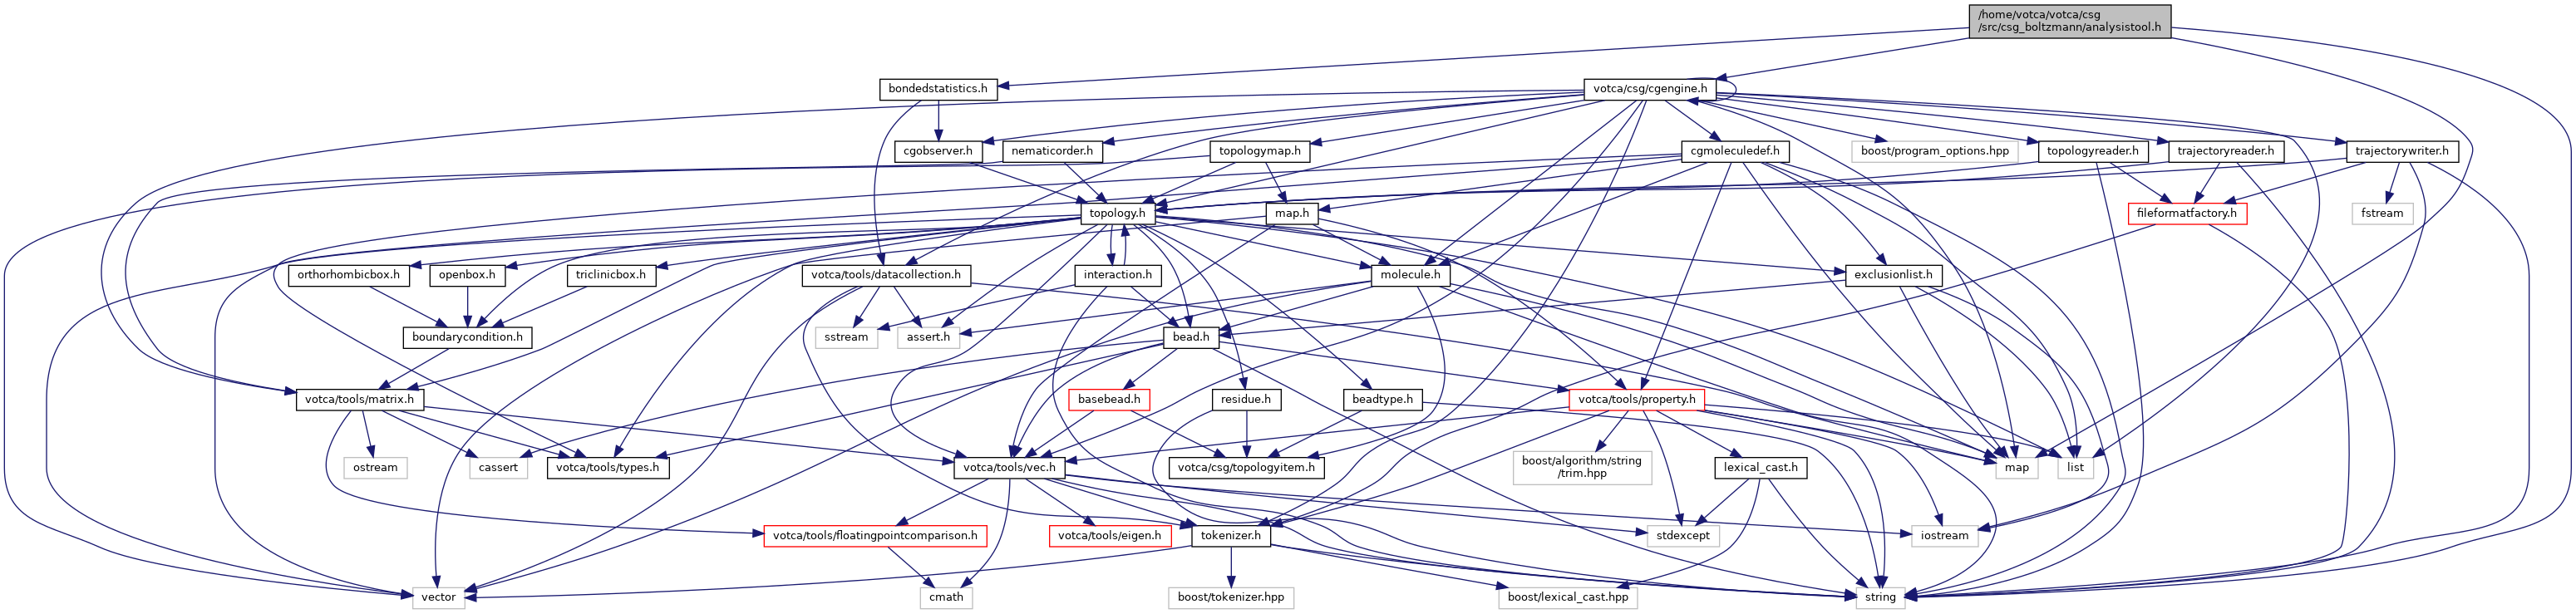 /home/votca/votca/csg
/src/csg_boltzmann/analysistool.h
bondedstatistics.h
votca/csg/cgengine.h
cgobserver.h
nematicorder.h
topologymap.h
cgmoleculedef.h
boost/program_options.hpp
topologyreader.h
trajectoryreader.h
trajectorywriter.h
topology.h
map.h
fileformatfactory.h
fstream
orthorhombicbox.h
openbox.h
triclinicbox.h
votca/tools/datacollection.h
interaction.h
molecule.h
exclusionlist.h
boundarycondition.h
sstream
assert.h
bead.h
votca/tools/matrix.h
basebead.h
residue.h
beadtype.h
votca/tools/property.h
ostream
cassert
votca/tools/types.h
votca/tools/vec.h
votca/csg/topologyitem.h
boost/algorithm/string
/trim.hpp
lexical_cast.h
map
list
votca/tools/floatingpointcomparison.h
votca/tools/eigen.h
tokenizer.h
stdexcept
iostream
vector
cmath
boost/tokenizer.hpp
boost/lexical_cast.hpp
string